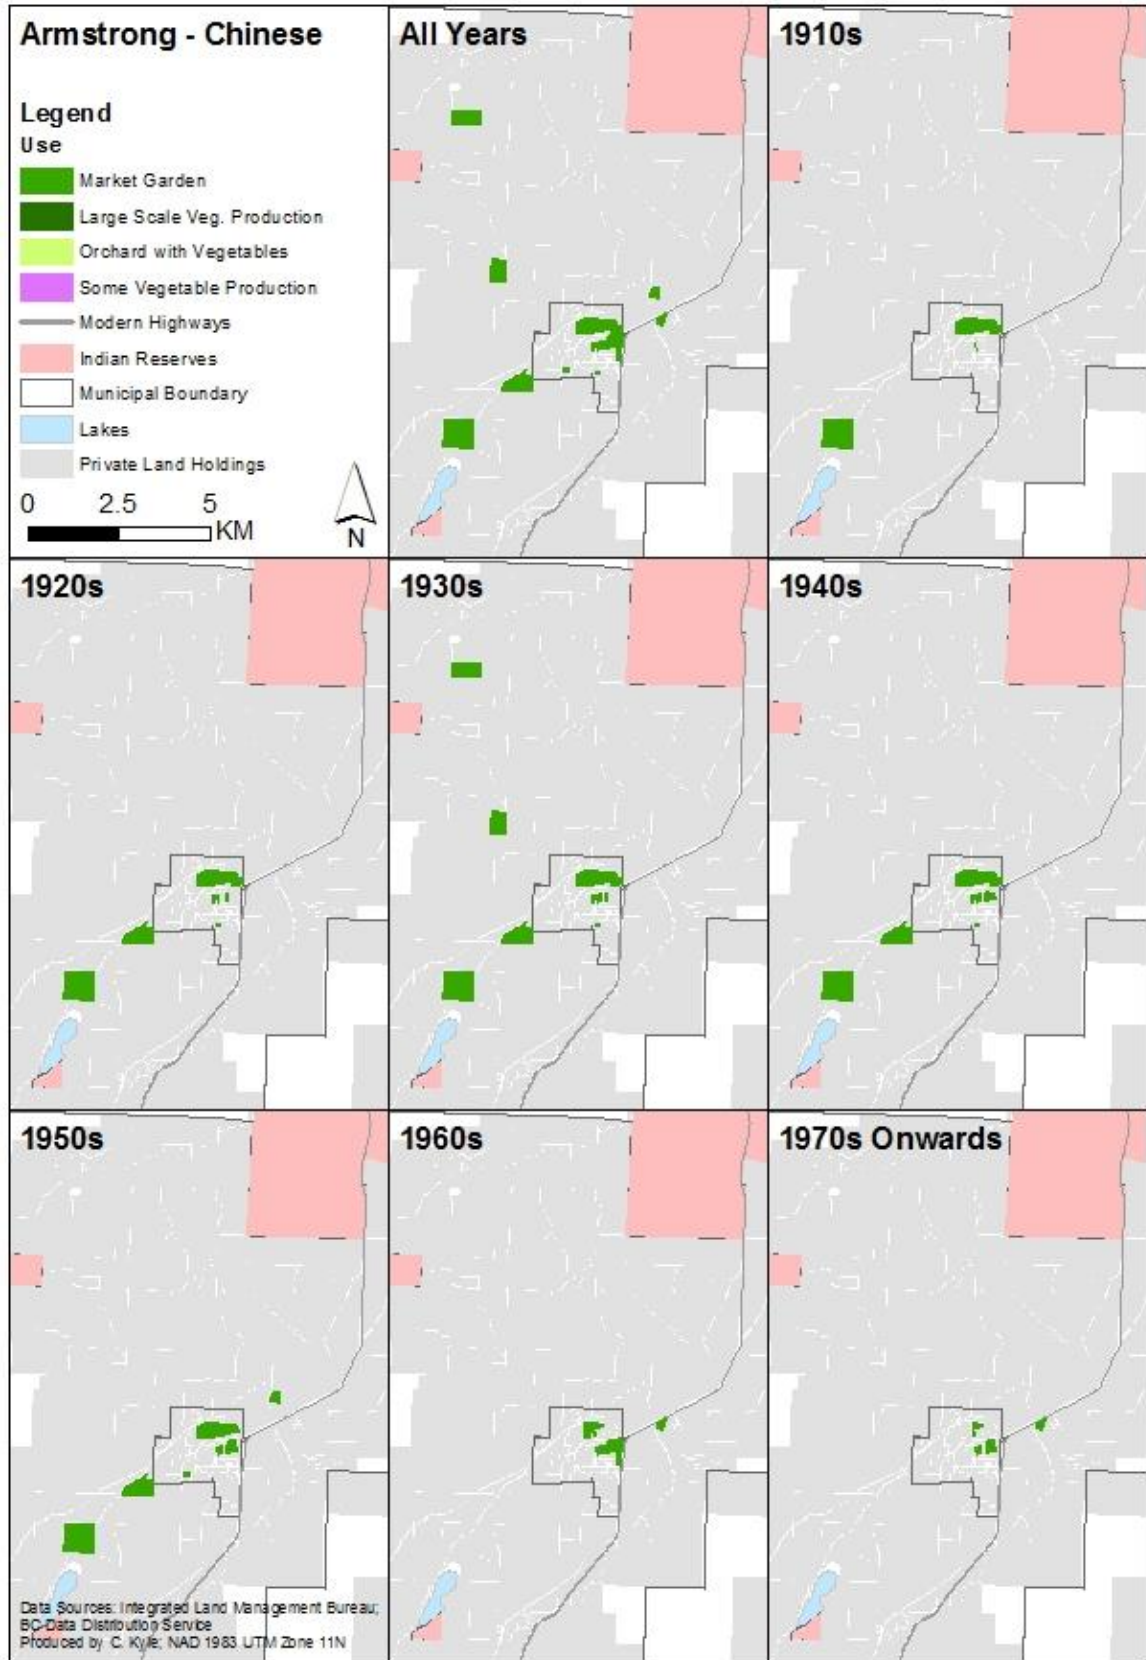 Armstrong - Chinese
Legend
Use
Market Garden
Large Scale Veg. Production
Orchard with Vegetables
Some Vegetable Production
Modern Highways
Indian Reserves
Municipal Boundary
Lakes
Private Land Holdings
0 2.5 5
KM
N
All Years
1910s
1920s
1930s
1940s
1950s
1960s
1970s Onwards
Data Sources: Integrated Land Management Bureau;
BC Data Distribution Service
Produced by C. Kyle; NAD 1983 UTM Zone 11N